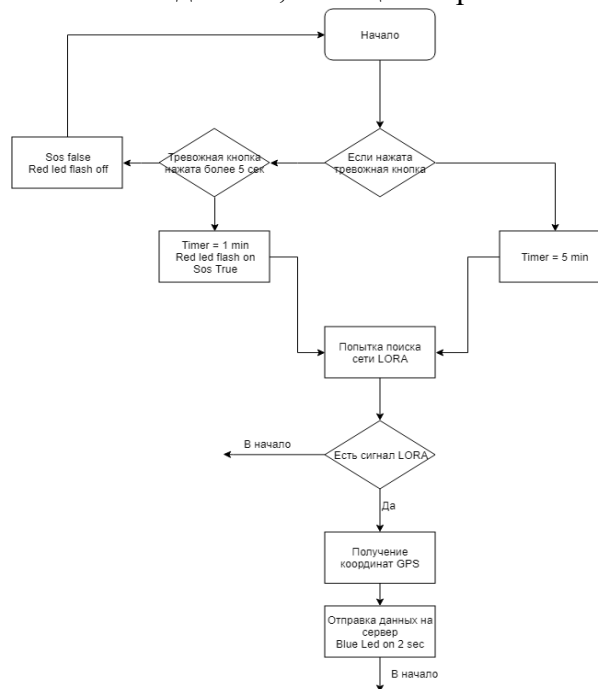 Начало
Sos false
Red led flash off
Тревожная кнопка
нажата более 5 сек
Если нажата
тревожная кнопка
Timer = 1 min
Red led flash on
Sos True
Timer = 5 min
Попытка поиска
сети LORA
В начало
Есть сигнал LORA
Да
Получение
координат GPS
Отправка данных на
сервер
Blue Led on 2 sec
В начало